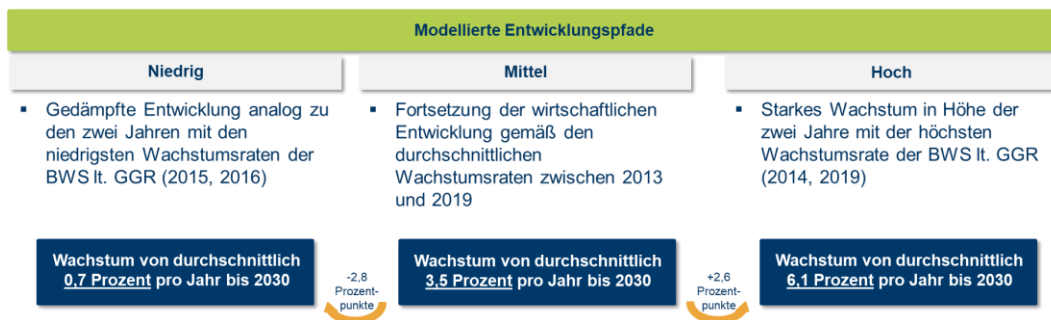 Modellierte Entwicklungspfade
Niedrig
▪ Gedämpfte Entwicklung analog zu
den zwei Jahren mit den
niedrigsten Wachstumsraten der
BWS lt. GGR (2015, 2016)
Wachstum von durchschnittlich
0,7 Prozent pro Jahr bis 2030
-2,8
Prozent-
punkte
Mittel
▪ Fortsetzung der wirtschaftlichen
Entwicklung gemäß den
durchschnittlichen
Wachstumsraten zwischen 2013
und 2019
Wachstum von durchschnittlich
3,5 Prozent pro Jahr bis 2030
+2,6
Prozent-
punkte
Hoch
▪ Starkes Wachstum in Höhe der
zwei Jahre mit der höchsten
Wachstumsrate der BWS lt. GGR
(2014, 2019)
Wachstum von durchschnittlich
6,1 Prozent pro Jahr bis 2030